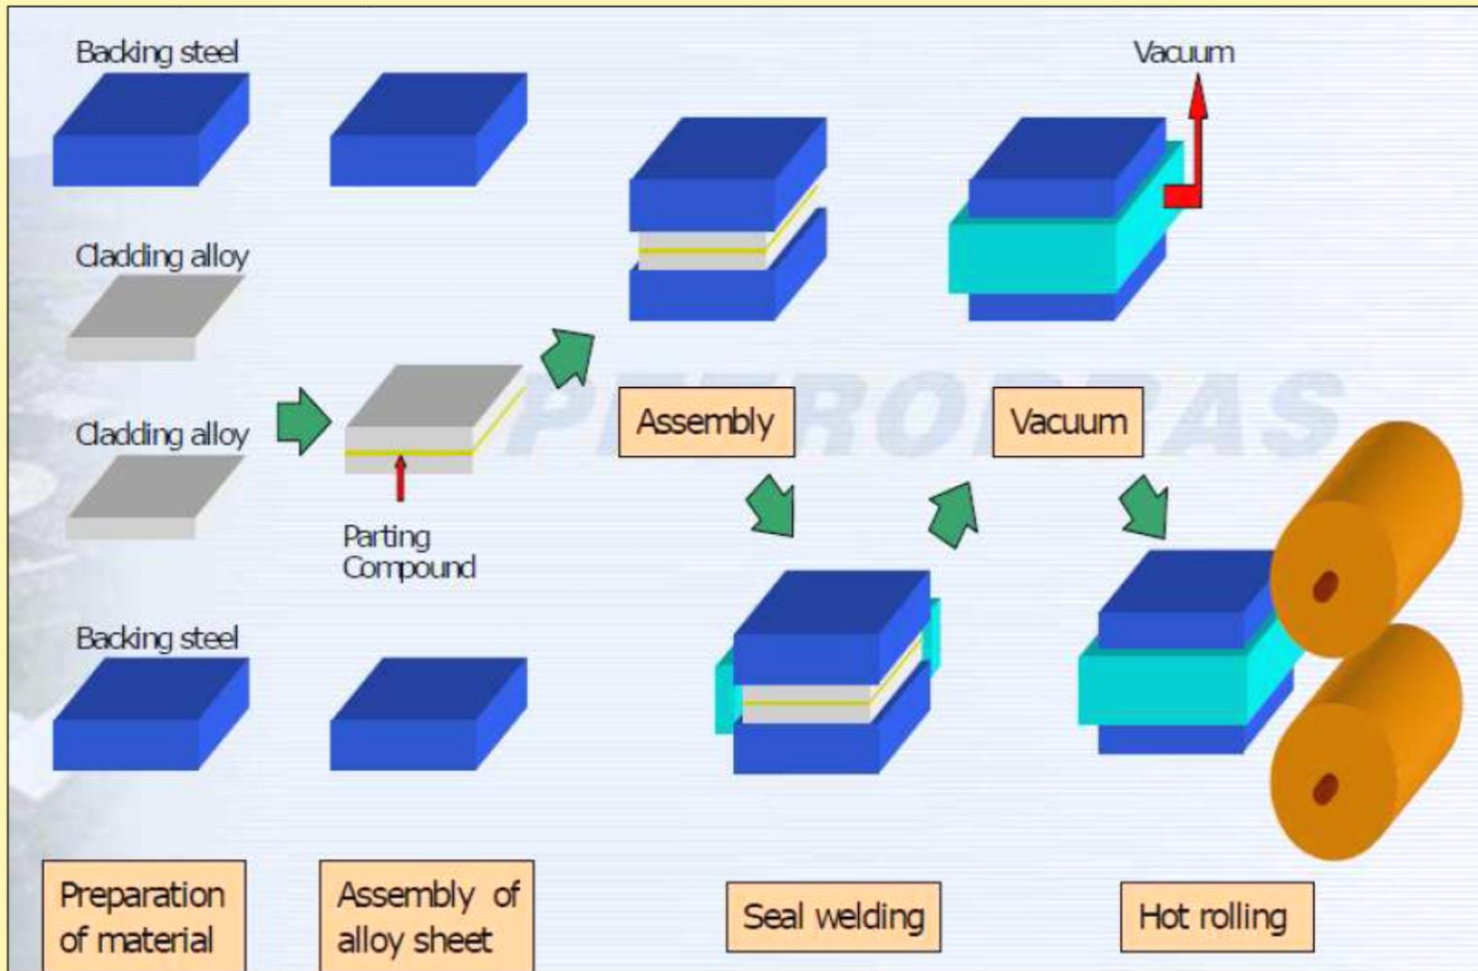 Backing steel
Vacuum
Cladding alloy
Cladding alloy
PETROBRAS
Assembly
Vacuum
Parting
Compound
Backing steel
Preparation
of material
Assembly of
alloy sheet
Seal welding
Hot rolling